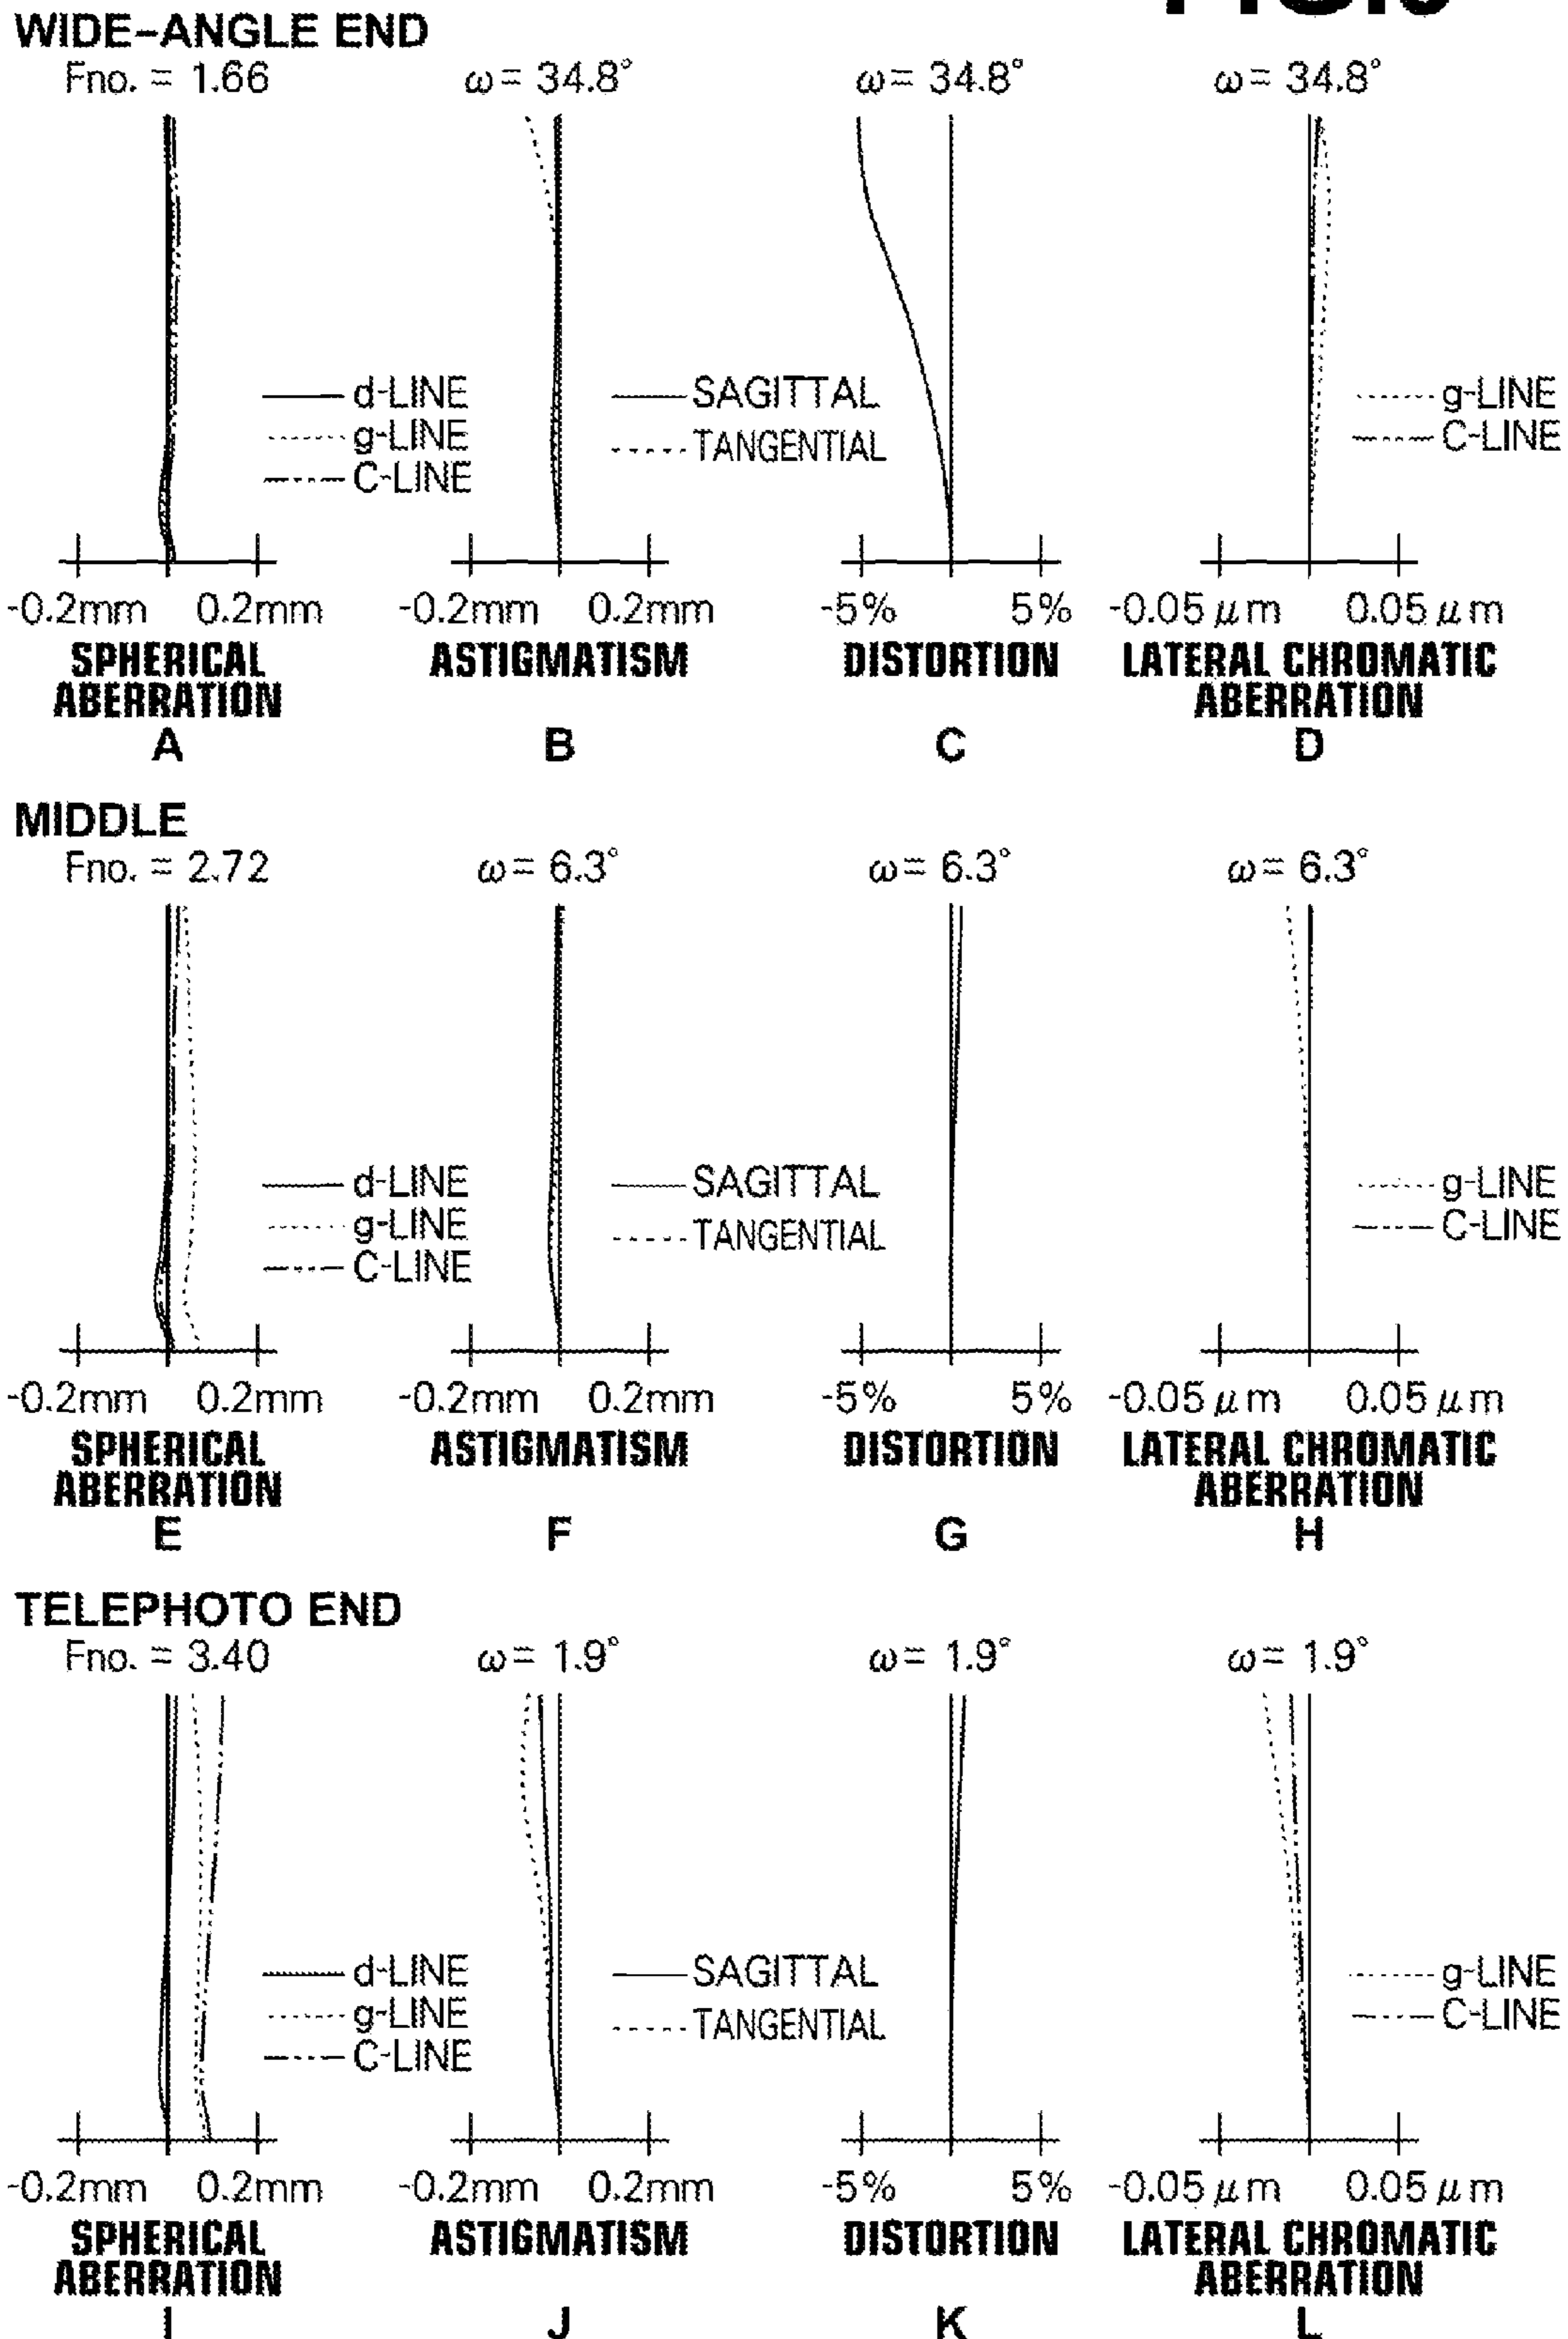 WIDE-ANGLE END
Fno. = 1.66 ω= 34.8° ω= 34.8° ω= 34.8°
d-LINE SAGITTAL g-LINE
g-LINE TANGENTIAL C-LINE
C-LINE
-0.2mm 0.2mm -0.2mm 0.2mm -5% 5% -0.05μm 0.05μm
SPHERICAL ASTIGMATISM DISTORTION LATERAL CHROMATIC
ABERRATION ABERRATION
A B C D
MIDDLE
Fno. = 2.72 ω= 6.3° ω= 6.3° ω= 6.3°
d-LINE SAGITTAL g-LINE
g-LINE TANGENTIAL C-LINE
C-LINE
-0.2mm 0.2mm -0.2mm 0.2mm -5% 5% -0.05μm 0.05μm
SPHERICAL ASTIGMATISM DISTORTION LATERAL CHROMATIC
ABERRATION ABERRATION
E F G H
TELEPHOTO END
Fno. = 3.40 ω= 1.9° ω= 1.9° ω= 1.9°
d-LINE SAGITTAL g-LINE
g-LINE TANGENTIAL C-LINE
C-LINE
-0.2mm 0.2mm -0.2mm 0.2mm -5% 5% -0.05μm 0.05μm
SPHERICAL ASTIGMATISM DISTORTION LATERAL CHROMATIC
ABERRATION ABERRATION
I J K L